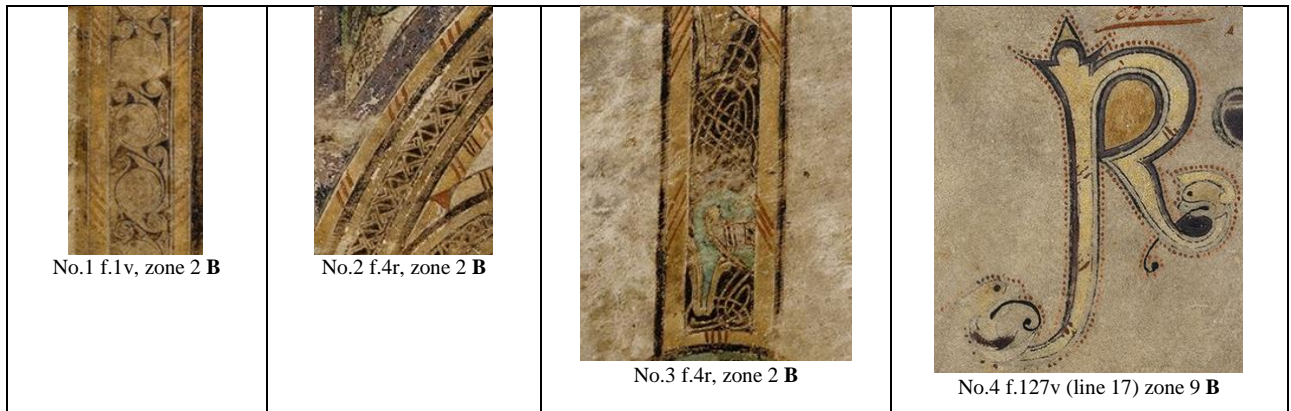 No.1 f.1v, zone 2 B
No.2 f.4r, zone 2 B
No.3 f.4r, zone 2 B
No.4 f.127v (line 17) zone 9 B